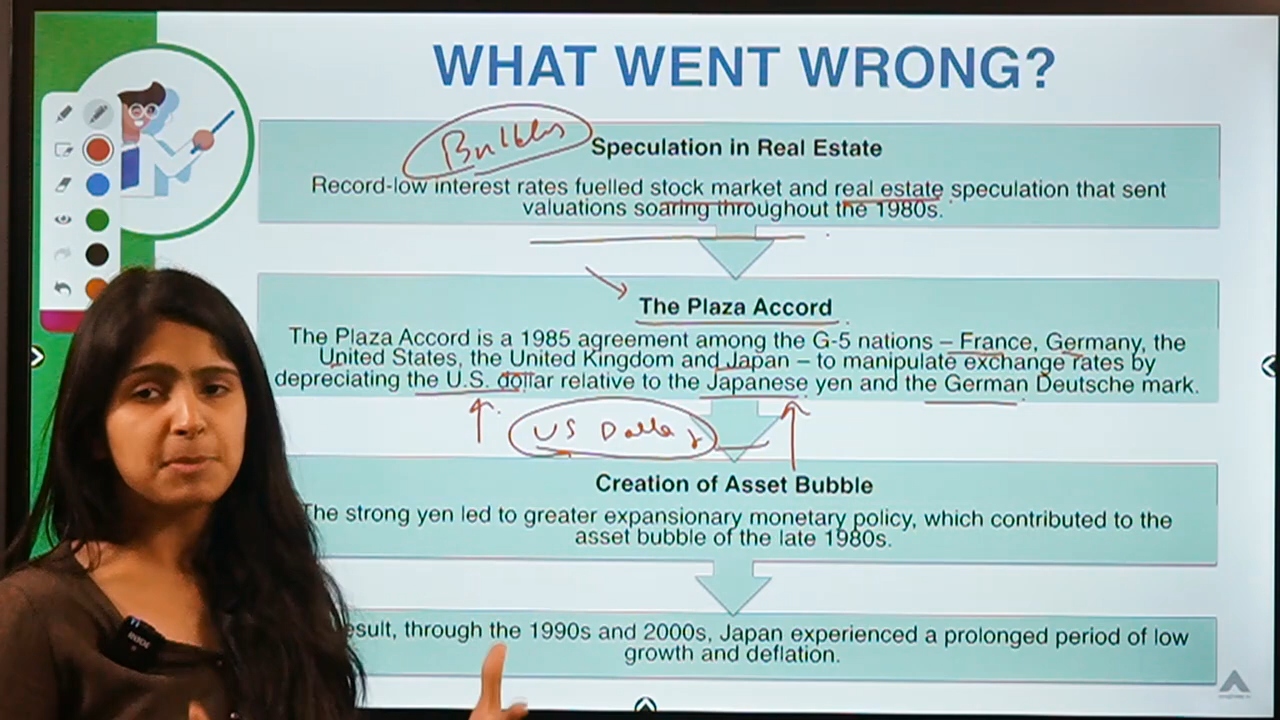 WHAT WENT WRONG?
Speculation in Real Estate
Record-low interest rates fuelled stock market and real estate speculation that sent
valuations soaring throughout the 1980s.
The Plaza Accord
The Plaza Accord is a 1985 agreement among the G-5 nations – France, Germany, the
United States, the United Kingdom and Japan – to manipulate exchange rates by
depreciating the U.S. dollar relative to the Japanese yen and the German Deutsche mark.
US Dollar
Creation of Asset Bubble
The strong yen led to greater expansionary monetary policy, which contributed to the
asset bubble of the late 1980s.
esult, through the 1990s and 2000s, Japan experienced a prolonged period of low
growth and deflation.